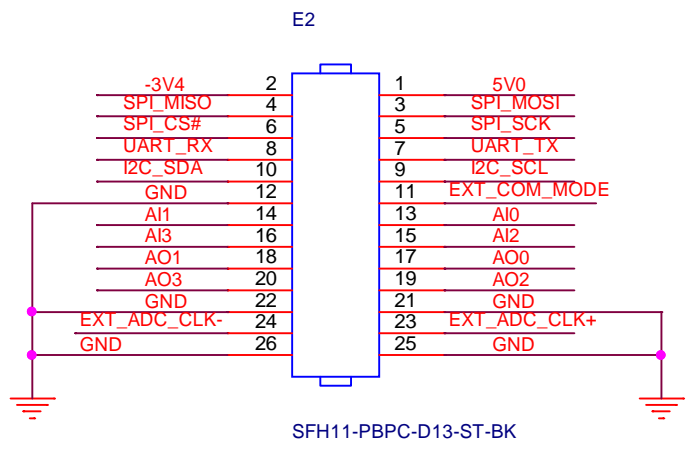 E2
-3V4 2 1 5V0
SPI_MISO 4 3 SPI_MOSI
SPI_CS# 6 5 SPI_SCK
UART_RX 8 7 UART_TX
I2C_SDA 10 9 I2C_SCL
GND 12 11 EXT_COM_MODE
AI1 14 13 AI0
AI3 16 15 AI2
AO1 18 17 AO0
AO3 20 19 AO2
GND 22 21 GND
EXT_ADC_CLK- 24 23 EXT_ADC_CLK+
GND 26 25 GND
SFH11-PBPC-D13-ST-BK